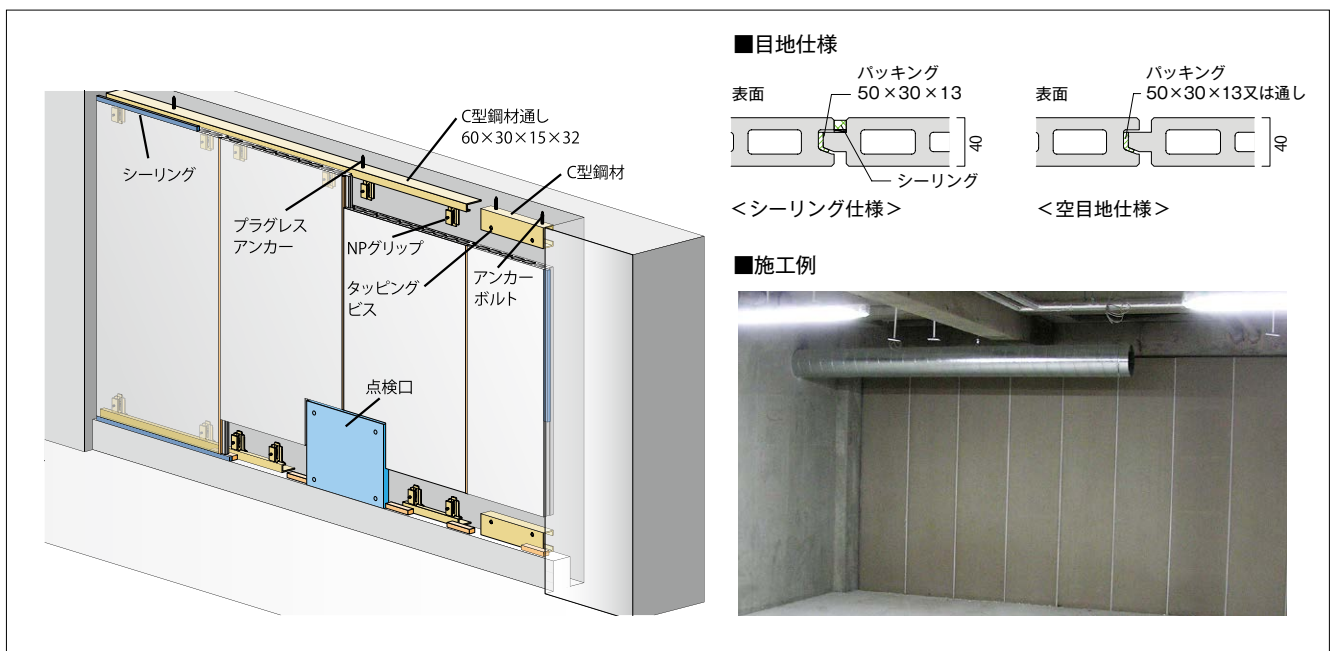 C型鋼材通し
60×30×15×32
C型鋼材
シーリング
プラグレス
アンカー
NPグリップ
タッピング
ビス
アンカー
ボルト
点検口
■目地仕様
表面
パッキング
50×30×13
40
シーリング
＜シーリング仕様＞
表面
パッキング
50×30×13又は通し
40
＜空目地仕様＞
■施工例